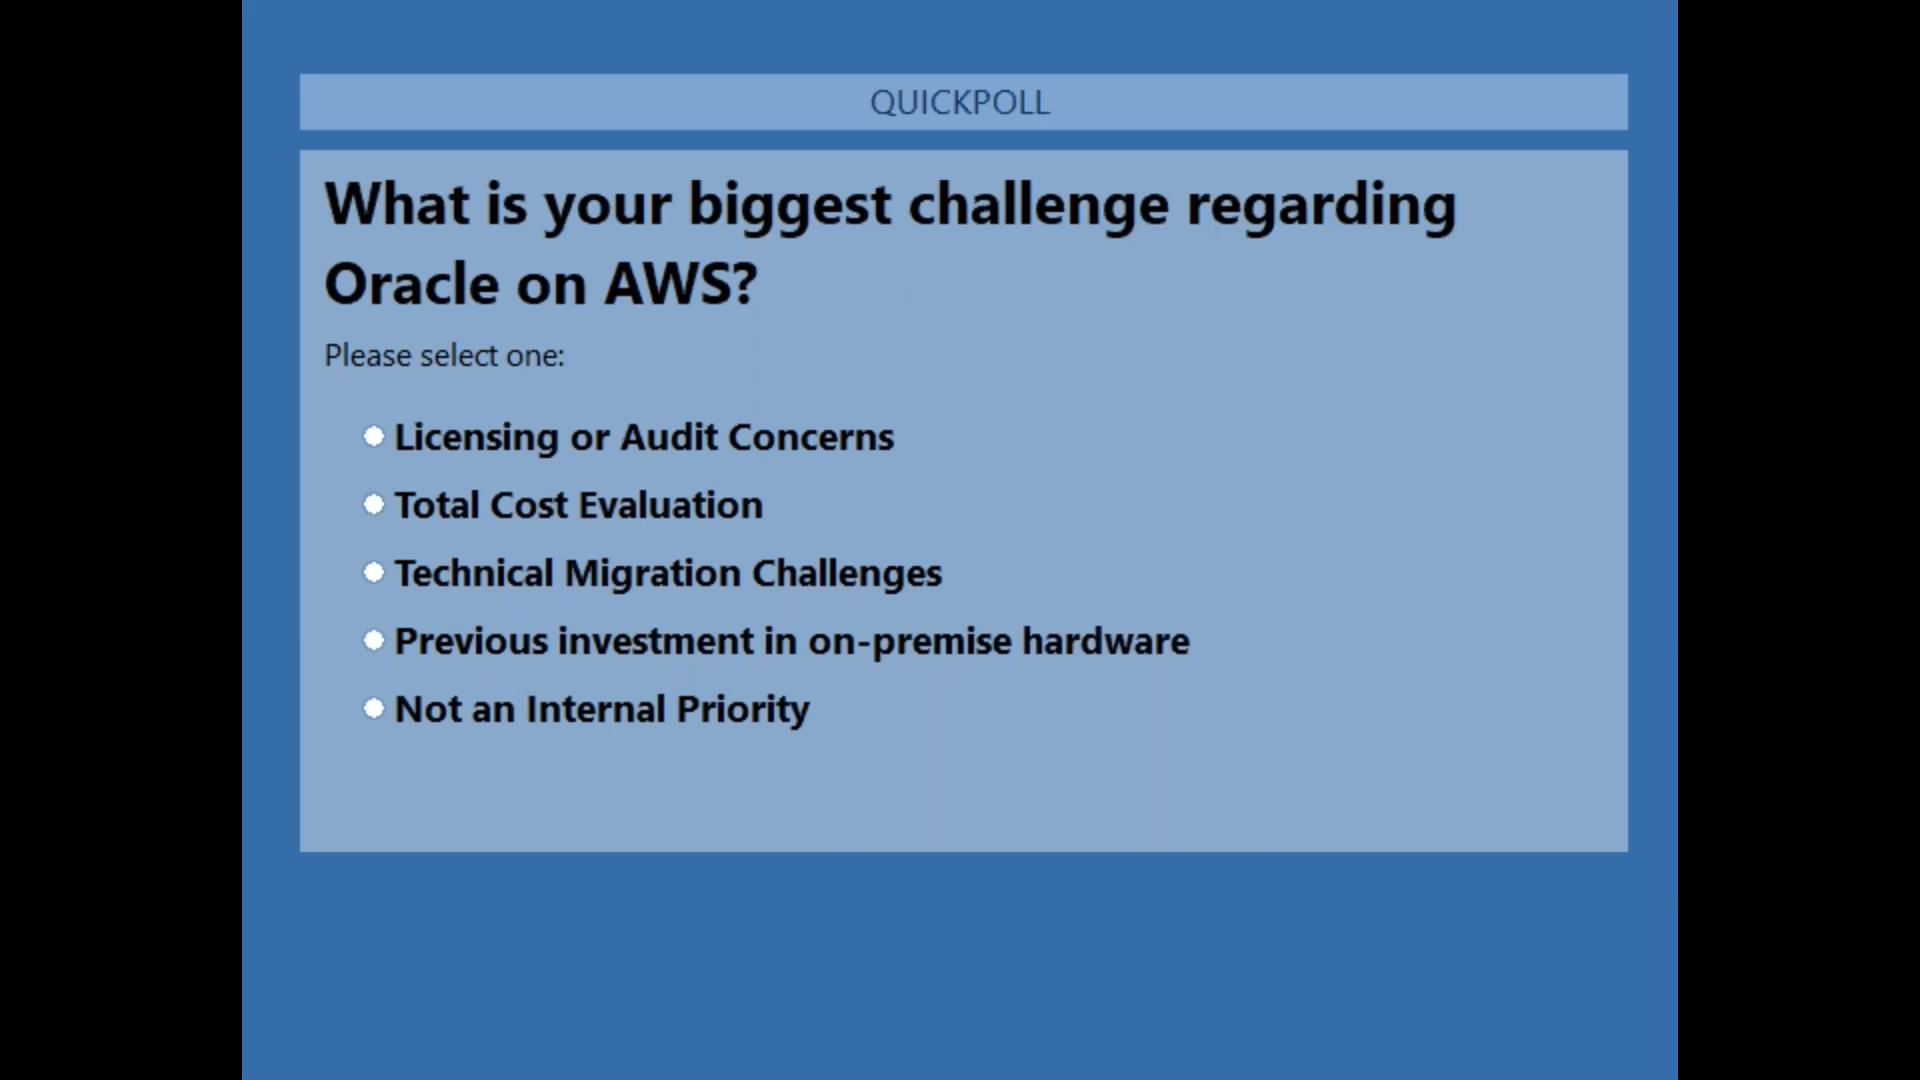 QUICKPOLL
What is your biggest challenge regarding
Oracle on AWS?
Please select one:
Licensing or Audit Concerns
Total Cost Evaluation
Technical Migration Challenges
Previous investment in on-premise hardware
Not an Internal Priority